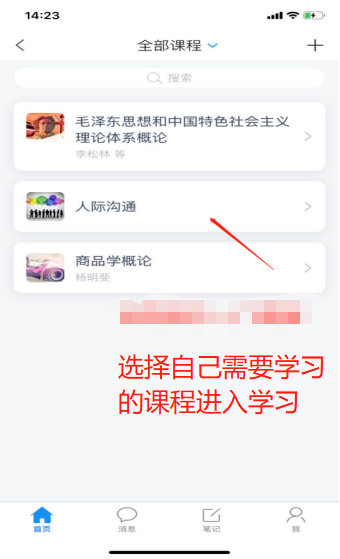 14:23
全部课程
搜索
毛泽东思想和中国特色社会主义
理论体系概论
李松林 等
人际沟通
商品学概论
杨明斐
选择自己需要学习
的课程进入学习
首页
消息
笔记
我